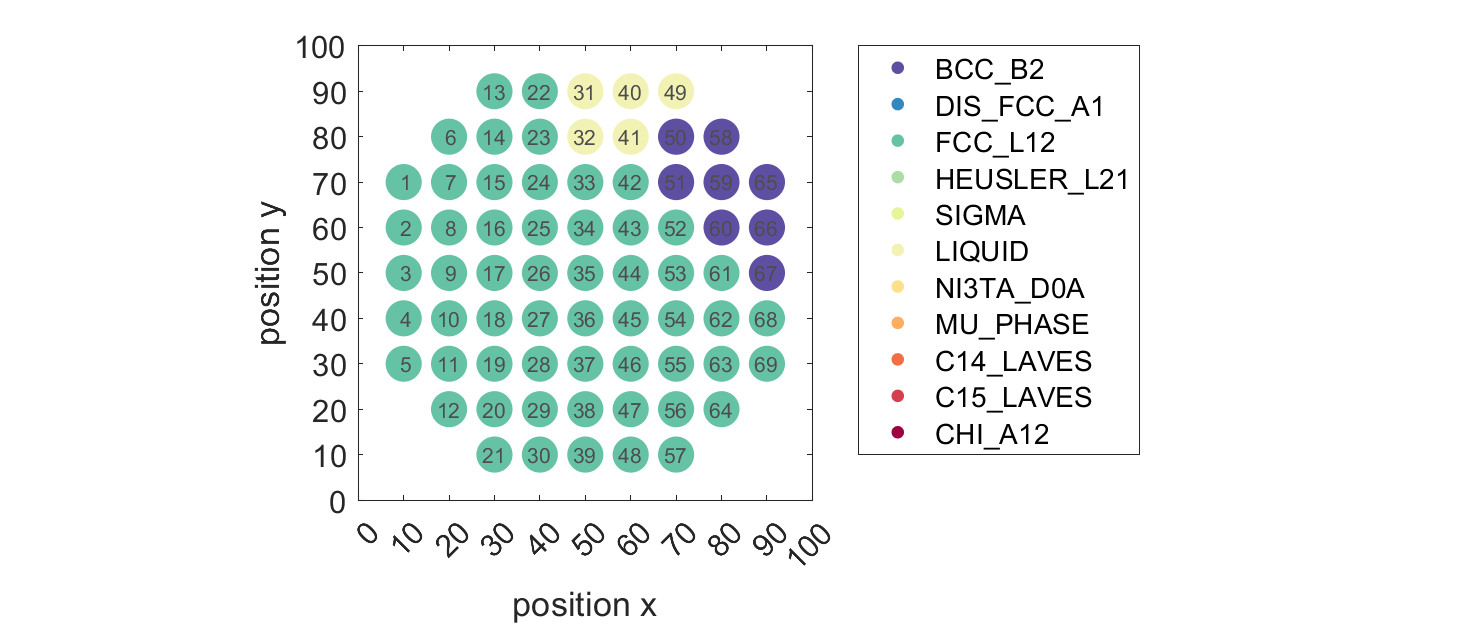 100
90
80
70
60
50
40
30
20
10
0
position y
13 22 31 40 49
6 14 23 32 41 50 58
1 7 15 24 33 42 51 59 65
2 8 16 25 34 43 52 60 66
3 9 17 26 35 44 53 61 67
4 10 18 27 36 45 54 62 68
5 11 19 28 37 46 55 63 69
12 20 29 38 47 56 64
21 30 39 48 57
0 10 20 30 40 50 60 70 80 90 100
position x
BCC_B2
DIS_FCC_A1
FCC_L12
HEUSLER_L21
SIGMA
LIQUID
NI3TA_D0A
MU_PHASE
C14_LAVES
C15_LAVES
CHI_A12